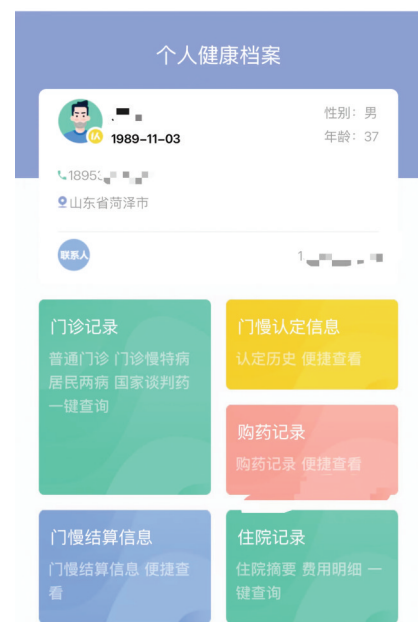 个人健康档案
性别：男
认
1989-11-03
年龄：37
山东省菏泽市
联系人
门诊记录
普通门诊 门诊慢特病
居民两病 国家谈判药
一键查询
门慢认定信息
认定历史 便捷查看
购药记录
购药记录 便捷查看
门慢结算信息
门慢结算信息 便捷查
看
住院记录
住院摘要 费用明细 一
键查询